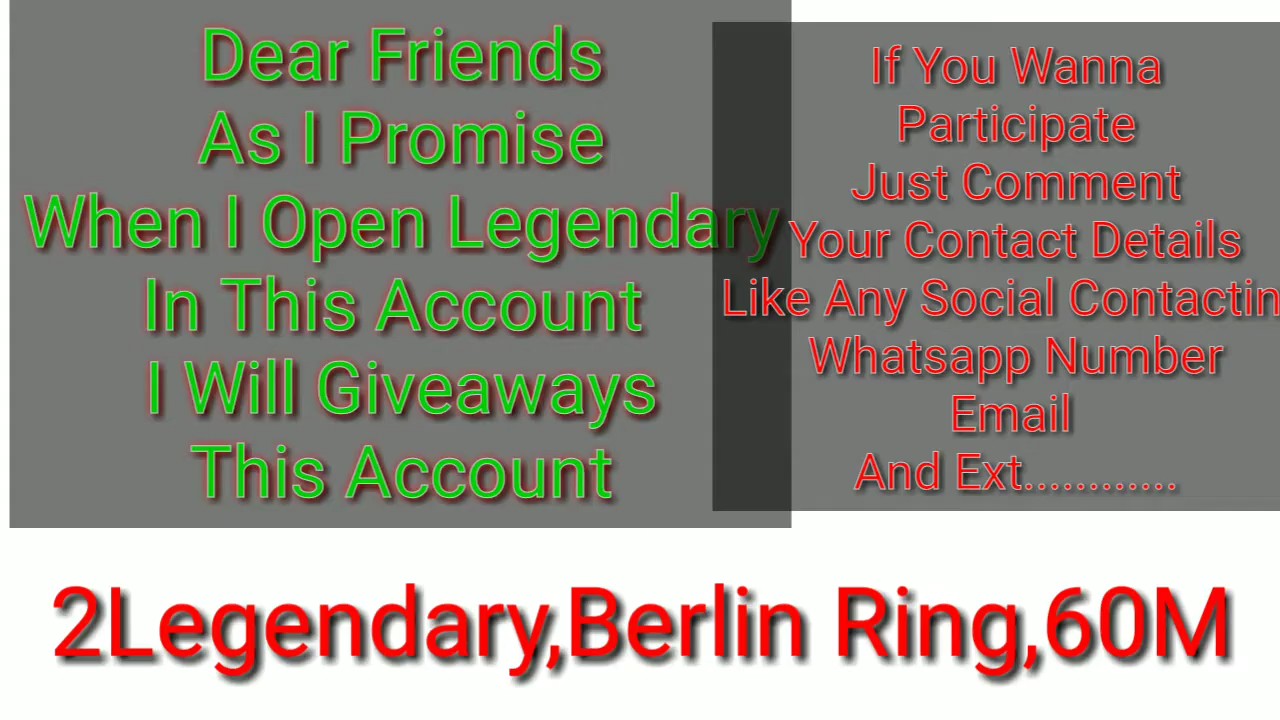 Dear Friends
As I Promise
When I Open Legendary
In This Account
I Will Giveaways
This Account
If You Wanna
Participate
Just Comment
Your Contact Details
Like Any Social Contactin
Whatsapp Number
Email
And Ext............
2Legendary,Berlin Ring,60M